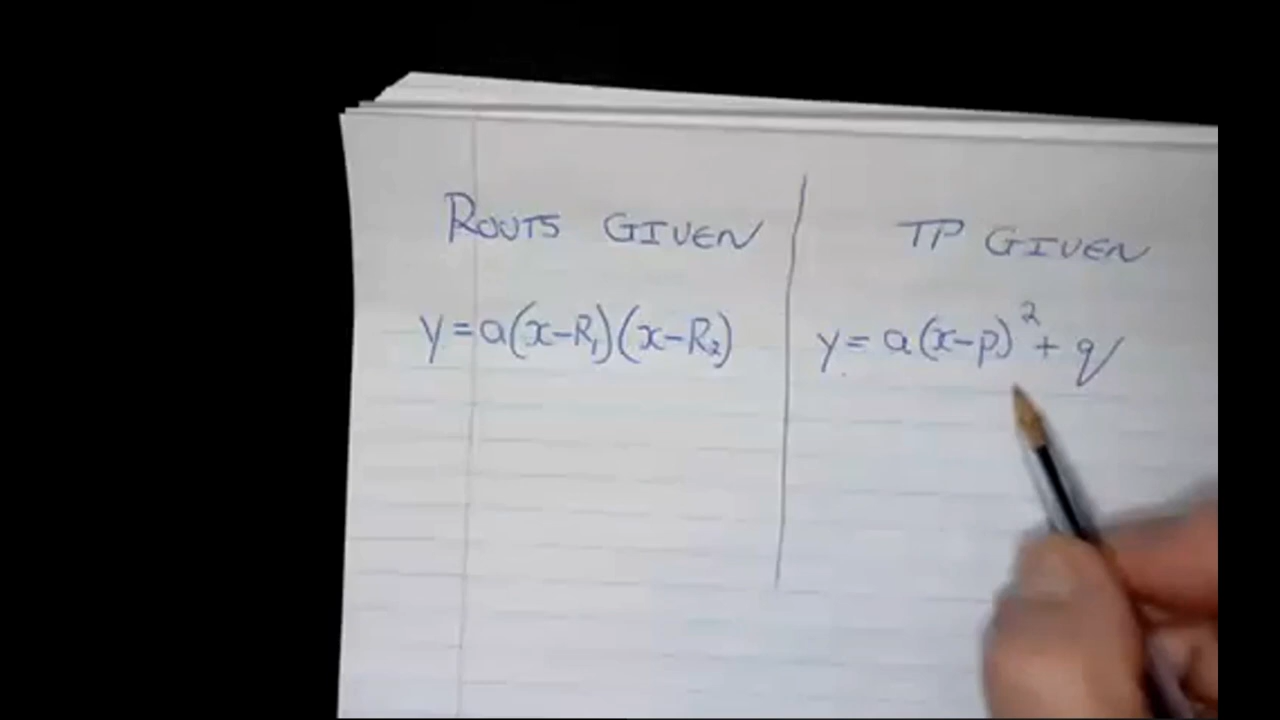 ROOTS GIVEN
y=a(x-R₁)(x-R₂)
TP GIVEN
y=a(x-p)²+q